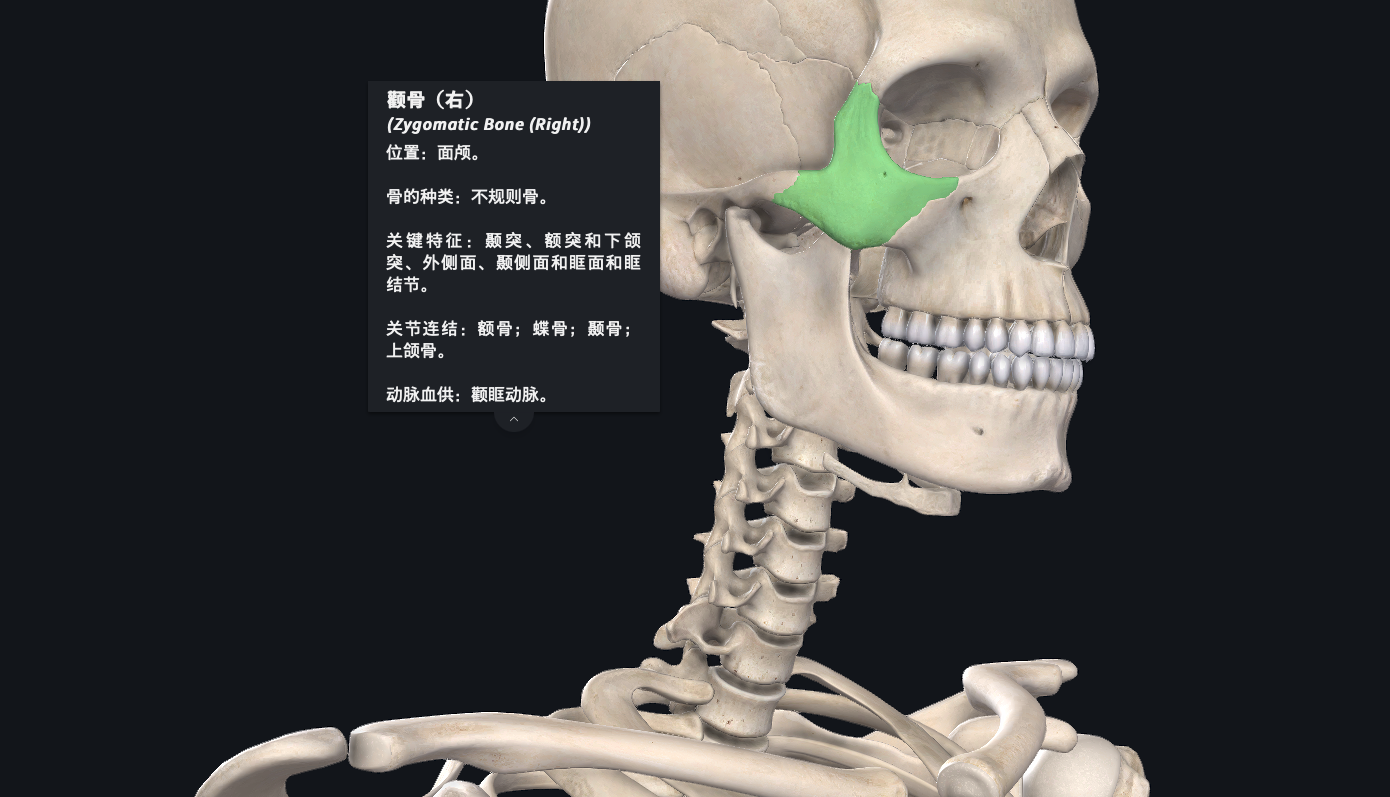 颧骨（右）
(Zygomatic Bone (Right))
位置：面颅。
骨的种类：不规则骨。
关键特征：颞突、额突和下颌
突、外侧面、颞侧面和眶面和眶
结节。
关节连结：额骨；蝶骨；颞骨；
上颌骨。
动脉血供：颧眶动脉。